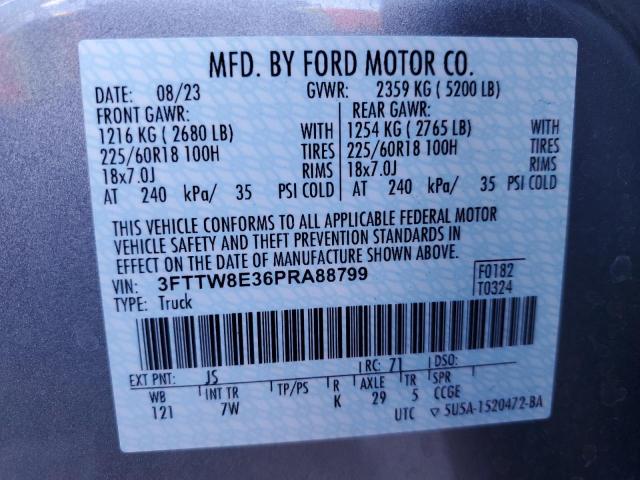 MFD. BY FORD MOTOR CO.
DATE: 08/23 GVWR: 2359 KG ( 5200 LB)
FRONT GAWR: REAR GAWR:
1216 KG ( 2680 LB) WITH 1254 KG ( 2765 LB) WITH
225/60R18 100H TIRES 225/60R18 100H TIRES
18x7.0J RIMS 18x7.0J RIMS
AT 240 kPa/ 35 PSI COLD AT 240 kPa/ 35 PSI COLD
THIS VEHICLE CONFORMS TO ALL APPLICABLE FEDERAL MOTOR
VEHICLE SAFETY AND THEFT PREVENTION STANDARDS IN
EFFECT ON THE DATE OF MANUFACTURE SHOWN ABOVE.
VIN: 3FTTW8E36PRA88799 F0182
TYPE: Truck T0324
EXT PNT: JS RC: 71 DSO:
WB INT TR TP/PS R AXLE TR SPR
121 7W K 29 5 CCGE
UTC ▽ 5U5A-1520472-BA